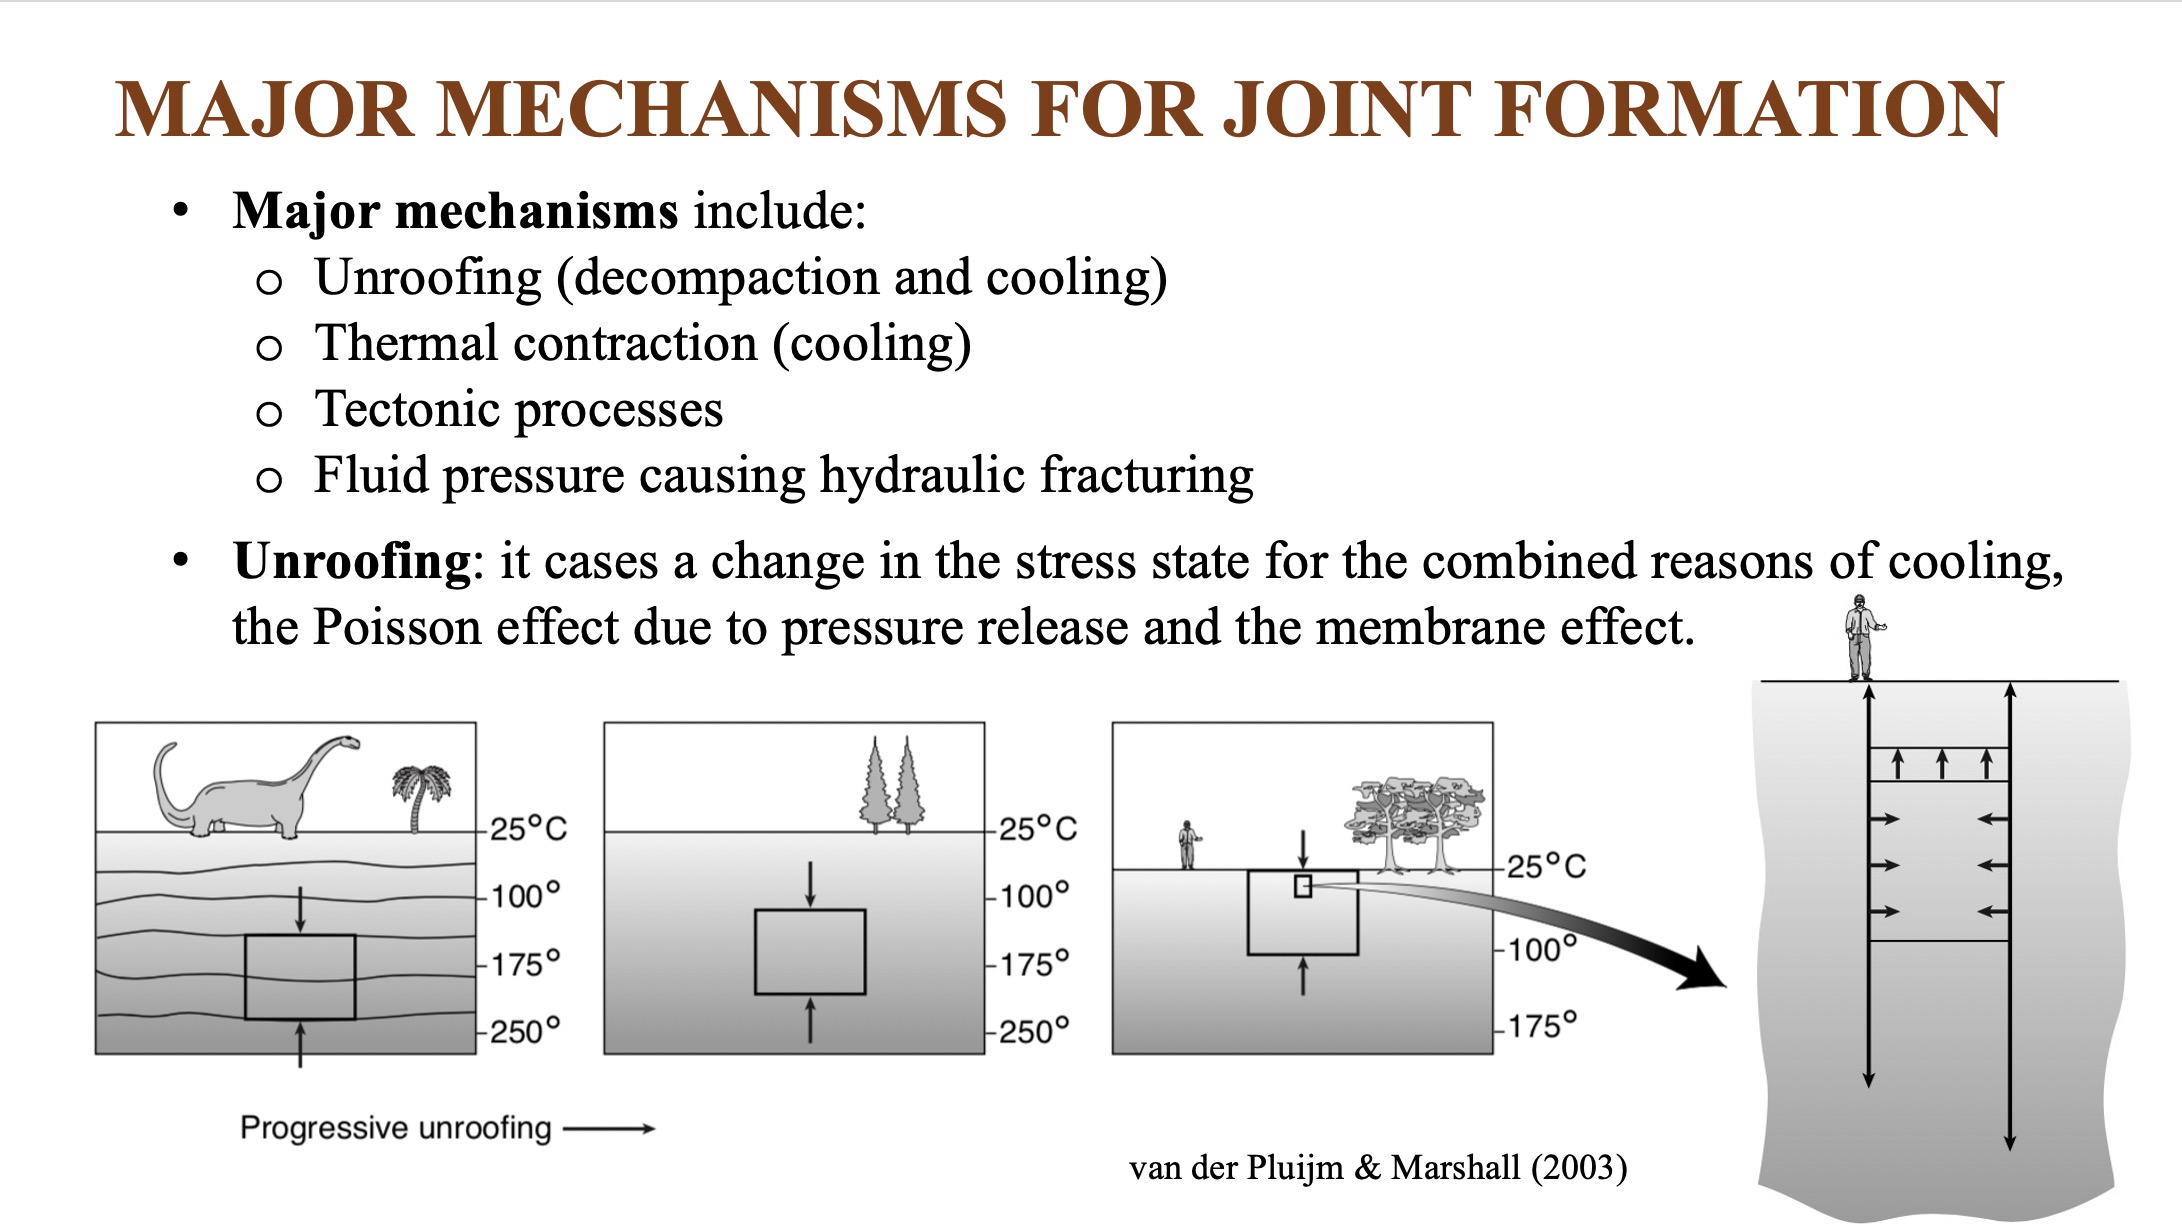 MAJOR MECHANISMS FOR JOINT FORMATION
• Major mechanisms include:
o Unroofing (decompaction and cooling)
o Thermal contraction (cooling)
o Tectonic processes
o Fluid pressure causing hydraulic fracturing
• Unroofing: it cases a change in the stress state for the combined reasons of cooling,
the Poisson effect due to pressure release and the membrane effect.
25°C
100°
175°
250°
25°C
100°
175°
250°
25°C
100°
175°
Progressive unroofing
van der Pluijm & Marshall (2003)